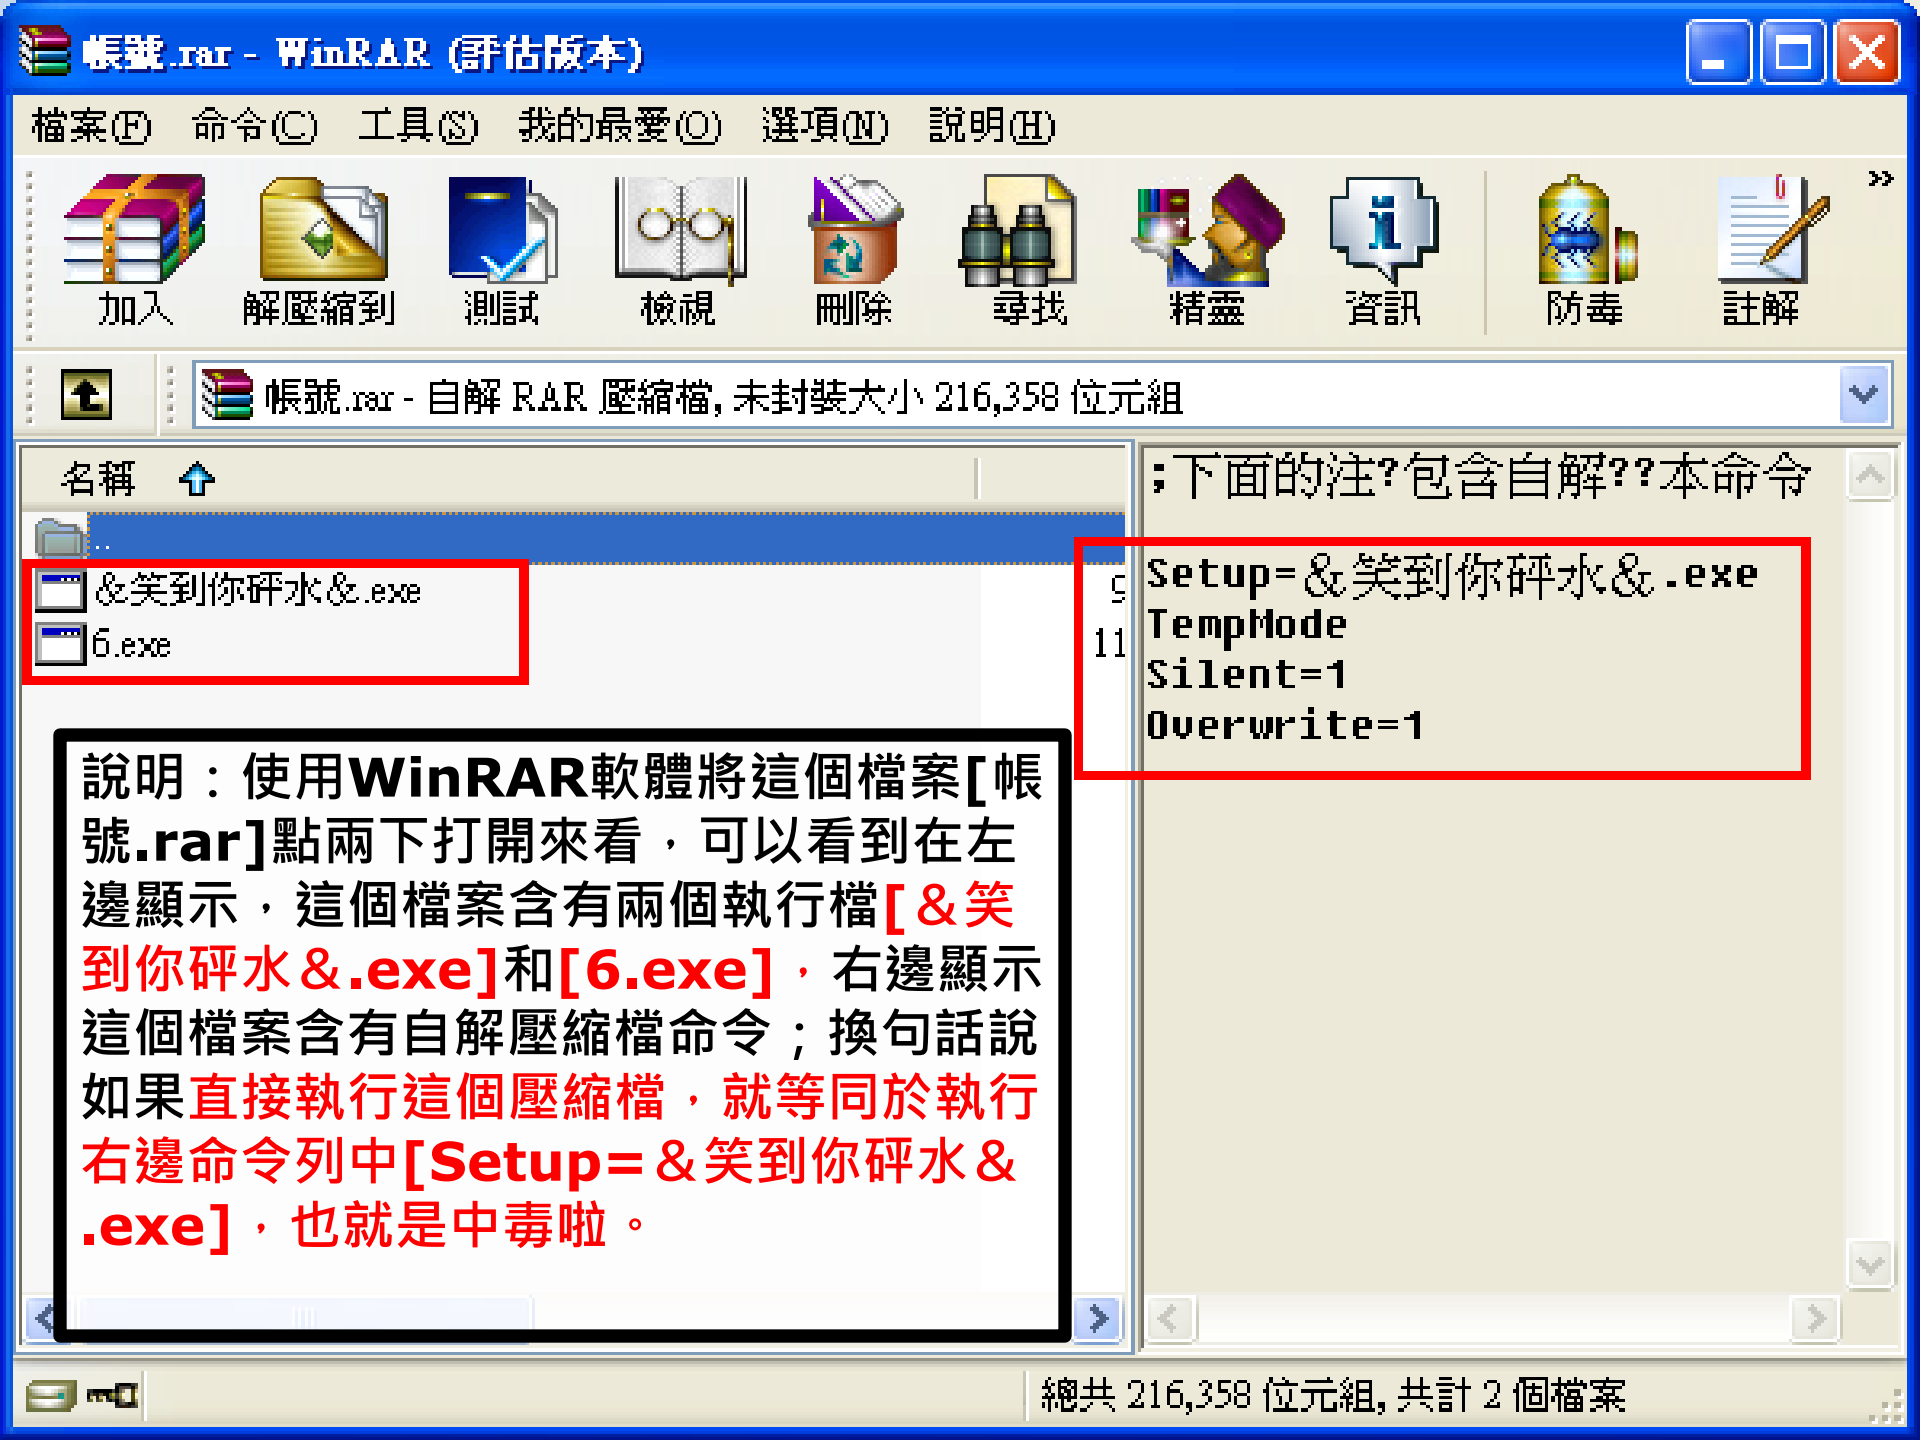 帳號.rar - WinRAR (評估版本)
檔案(F) 命令(C) 工具(S) 我的最愛(O) 選項(N) 說明(H)
加入 解壓縮到 測試 檢視 刪除 尋找 精靈 資訊 防毒 註解
帳號.rar - 自解 RAR 壓縮檔, 未封裝大小 216,358 位元組
名稱
..
&笑到你砰水&.exe 9
6.exe 11
;下面的注?包含自解??本命令
Setup=&笑到你砰水&.exe
TempMode
Silent=1
Overwrite=1
說明：使用WinRAR軟體將這個檔案[帳
號.rar]點兩下打開來看，可以看到在左
邊顯示，這個檔案含有兩個執行檔[&笑
到你砰水&.exe]和[6.exe]，右邊顯示
這個檔案含有自解壓縮檔命令；換句話說
如果直接執行這個壓縮檔，就等同於執行
右邊命令列中[Setup=&笑到你砰水&
.exe]，也就是中毒啦。
總共 216,358 位元組, 共計 2 個檔案